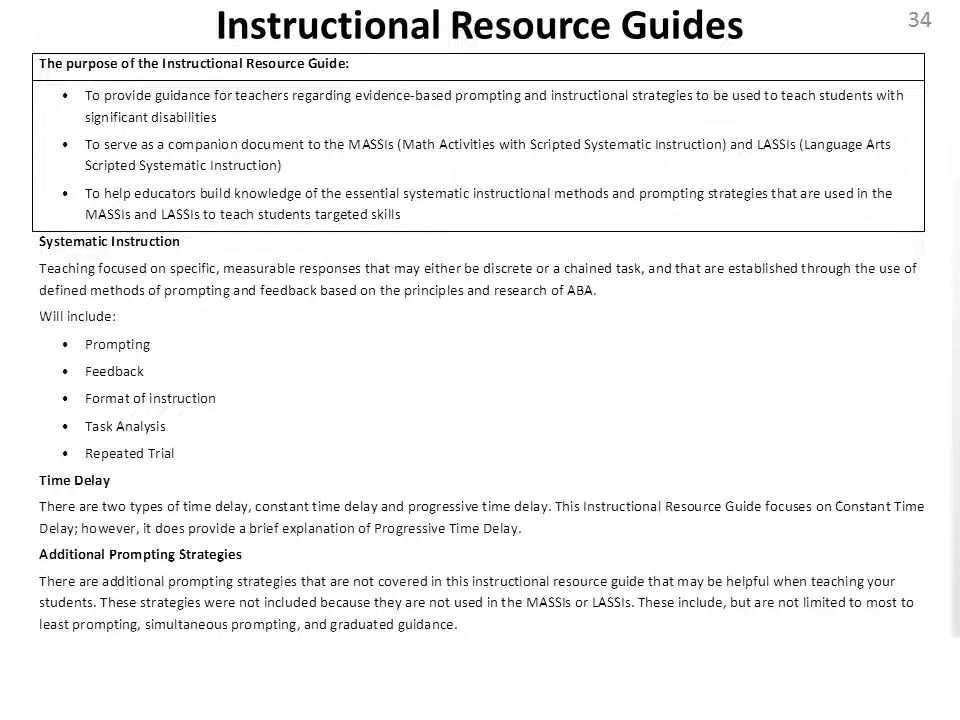 Instructional Resource Guides
34
The purpose of the Instructional Resource Guide:
• To provide guidance for teachers regarding evidence-based prompting and instructional strategies to be used to teach students with
significant disabilities
• To serve as a companion document to the MASSIs (Math Activities with Scripted Systematic Instruction) and LASSIs (Language Arts
Scripted Systematic Instruction)
• To help educators build knowledge of the essential systematic instructional methods and prompting strategies that are used in the
MASSIs and LASSIs to teach students targeted skills
Systematic Instruction
Teaching focused on specific, measurable responses that may either be discrete or a chained task, and that are established through the use of
defined methods of prompting and feedback based on the principles and research of ABA.
Will include:
• Prompting
• Feedback
• Format of instruction
• Task Analysis
• Repeated Trial
Time Delay
There are two types of time delay, constant time delay and progressive time delay. This Instructional Resource Guide focuses on Constant Time
Delay; however, it does provide a brief explanation of Progressive Time Delay.
Additional Prompting Strategies
There are additional prompting strategies that are not covered in this instructional resource guide that may be helpful when teaching your
students. These strategies were not included because they are not used in the MASSIs or LASSIs. These include, but are not limited to most to
least prompting, simultaneous prompting, and graduated guidance.